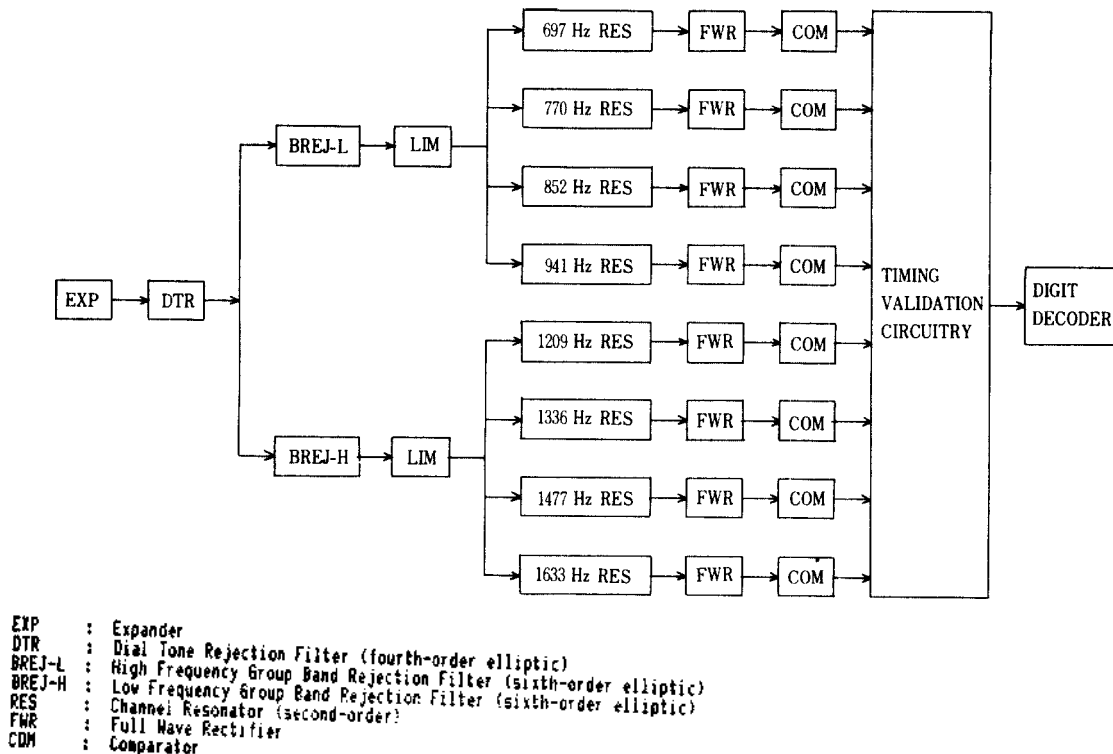 697 Hz RES FWR COM
770 Hz RES FWR COM
BREJ-L LIM
852 Hz RES FWR COM
941 Hz RES FWR COM
EXP DTR
TIMING
VALIDATION
CIRCUITRY
DIGIT
DECODER
1209 Hz RES FWR COM
1336 Hz RES FWR COM
BREJ-H LIM
1477 Hz RES FWR COM
1633 Hz RES FWR COM
EXP : Expander
DTR : Dial Tone Rejection Filter (fourth-order elliptic)
BREJ-L : High Frequency Group Band Rejection Filter (sixth-order elliptic)
BREJ-H : Low Frequency Group Band Rejection Filter (sixth-order elliptic)
RES : Channel Resonator (second-order)
FWR : Full Wave Rectifier
COM : Comparator